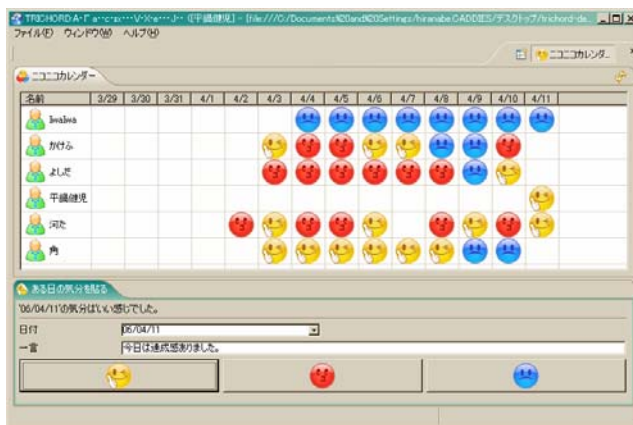 ファイル(F) ウィンドウ(W) ヘルプ(H)
ニコニコカレンダ..
ニコニコカレンダー
名前 3/29 3/30 3/31 4/1 4/2 4/3 4/4 4/5 4/6 4/7 4/8 4/9 4/10 4/11
Iwaiwa
かけふ
よしだ
平鍋健児
河た
角
ある日の気分を貼る
'06/04/11'の気分はいい感じでした。
日付 06/04/11
一言 今日は達成感ありました。